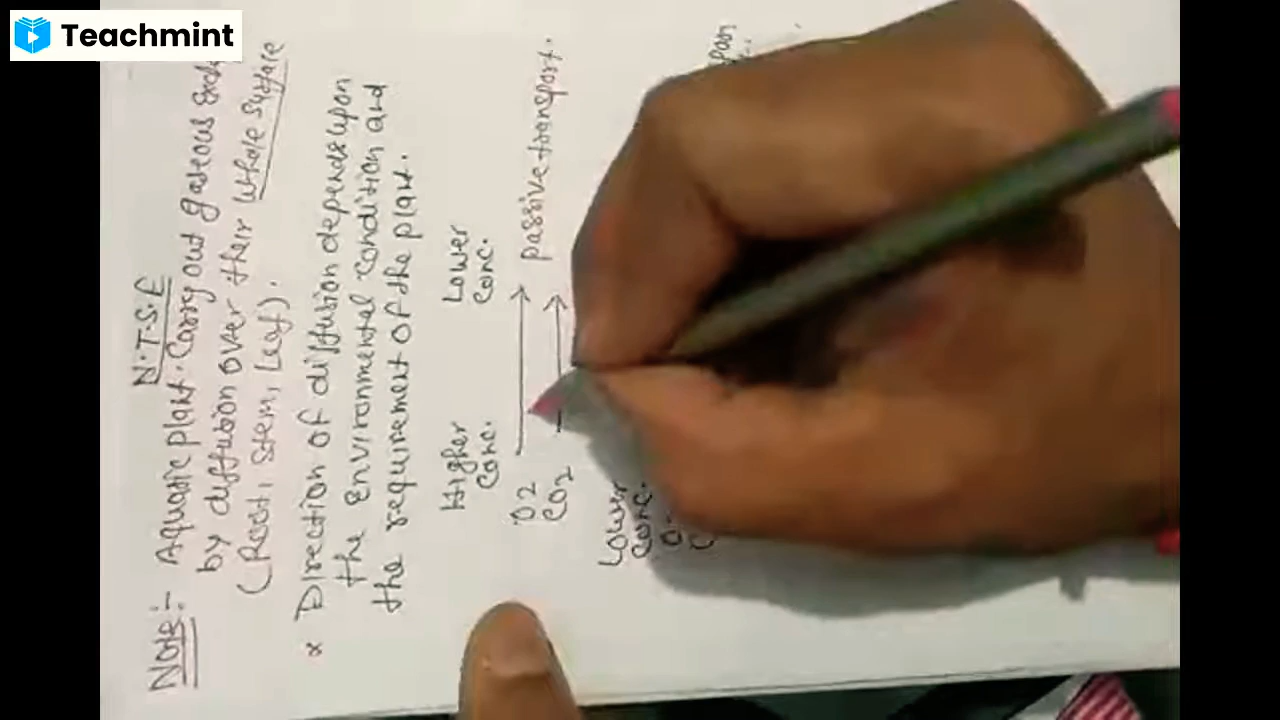 Teachmint
N.T.S.E
Note:- Aquatic plant. Carry out gaseous
by diffusion over their whole surface
(Root, stem, Leaf).
* Direction of diffusion depends upon
the environmental condition and
the requirement of the plant.
Higher Lower
conc. conc.
O2 → passive transport.
CO2 →
Lower
conc.